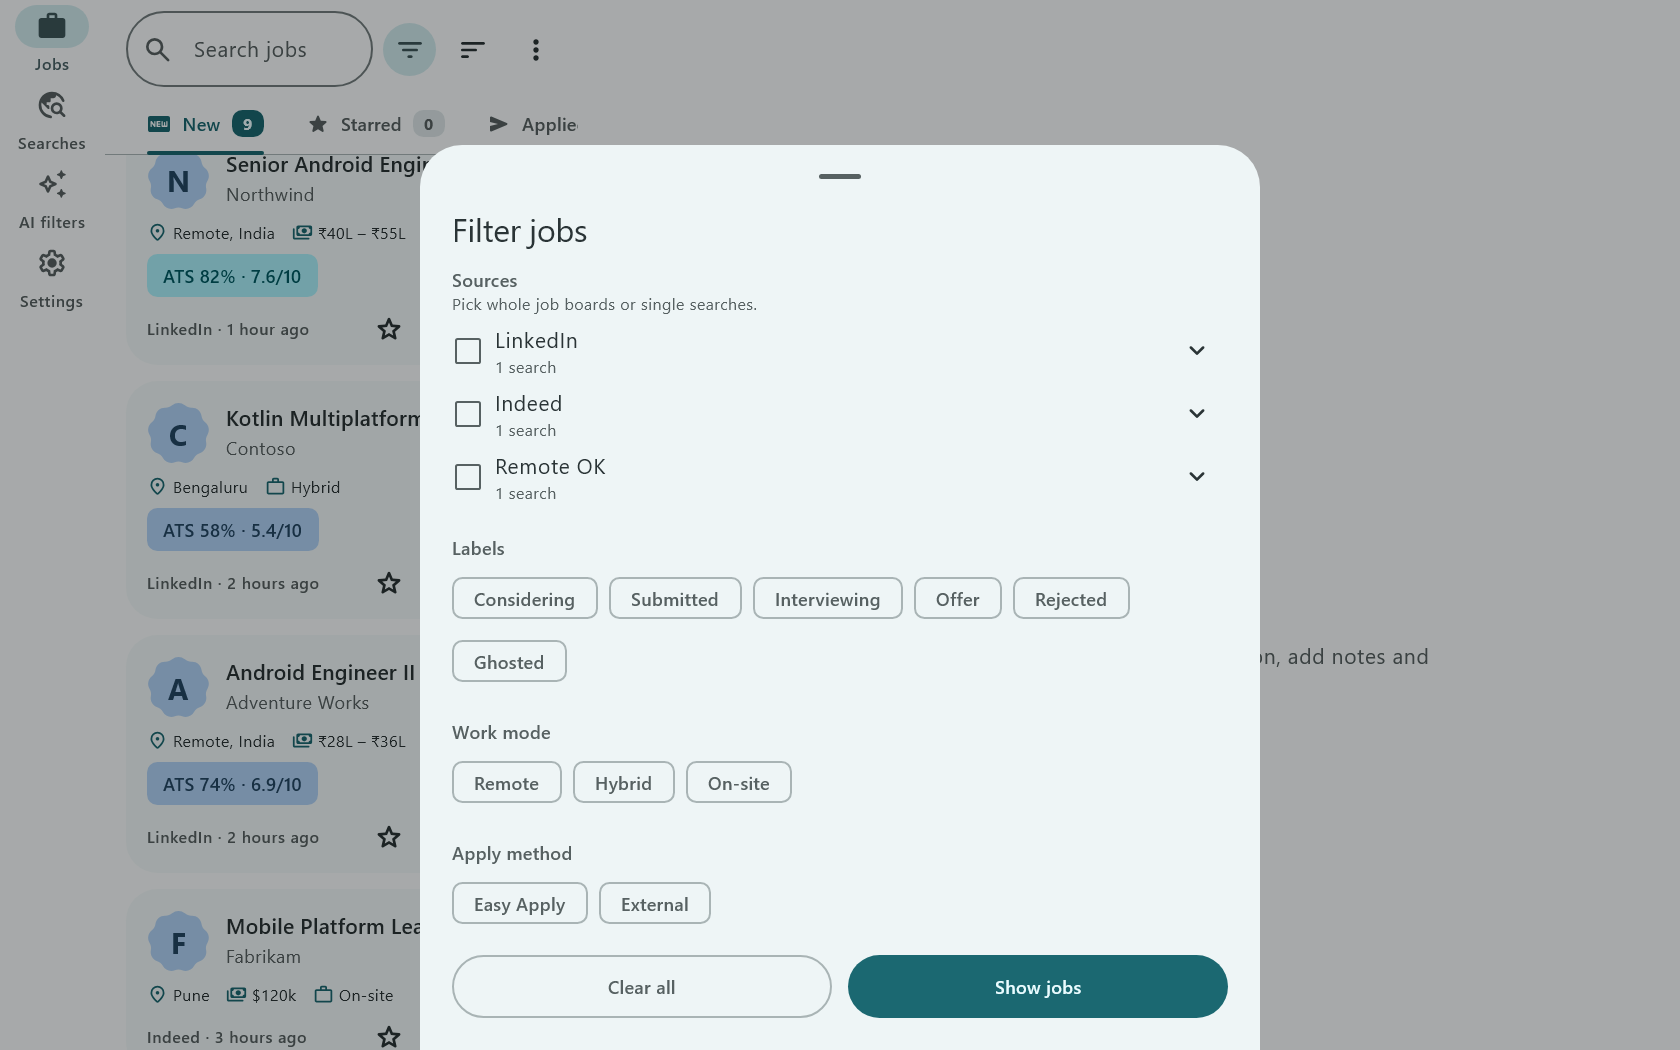 Jobs
Searches
AI filters
Settings
Search jobs
NEW New 9
Starred 0
Applie
N
Senior Android Engi
Northwind
Remote, India ₹40L – ₹55L
ATS 82% · 7.6/10
LinkedIn · 1 hour ago
C
Kotlin Multiplatform
Contoso
Bengaluru Hybrid
ATS 58% · 5.4/10
LinkedIn · 2 hours ago
A
Android Engineer II
Adventure Works
Remote, India ₹28L – ₹36L
ATS 74% · 6.9/10
LinkedIn · 2 hours ago
F
Mobile Platform Lea
Fabrikam
Pune $120k On-site
Indeed · 3 hours ago
Filter jobs
Sources
Pick whole job boards or single searches.
LinkedIn
1 search
Indeed
1 search
Remote OK
1 search
Labels
Considering Submitted Interviewing Offer Rejected
Ghosted
Work mode
Remote Hybrid On-site
Apply method
Easy Apply External
Clear all Show jobs
n, add notes and